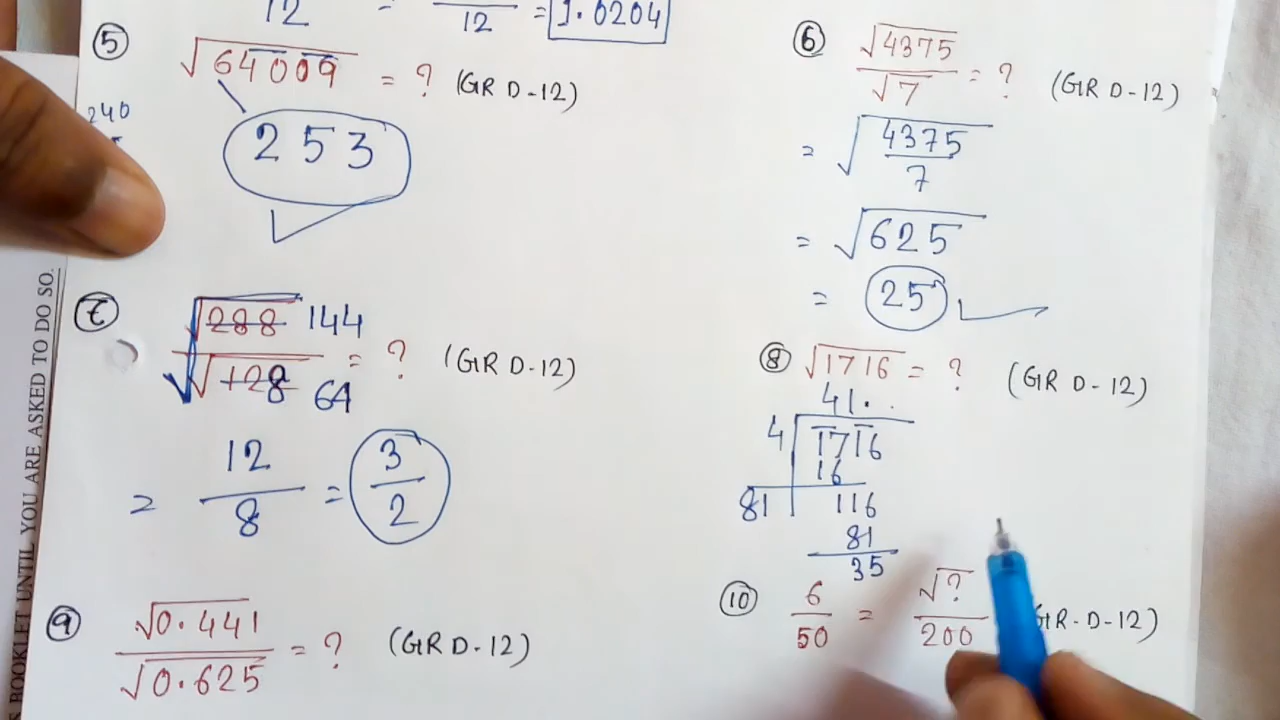 12 = 12 = 1.0204
5 √64009 = ? (GR D-12)
240
253
6 √4375 / √7 = ? (GR D-12)
= √4375/7
= √625
= 25
7 √288 144 / √128 64 = ? (GR D-12)
= 12/8 = 3/2
8 √1716 = ? (GR D-12)
41.
4 1716
16
81 116
81
35
9 √0.441 / √0.625 = ? (GR D-12)
10 6/50 = √? / 200 GR-D-12)
BOOKLET UNTIL YOU ARE ASKED TO DO SO.